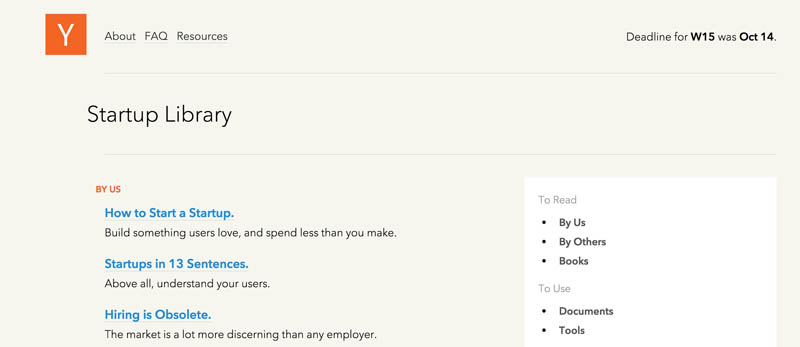 Y
About FAQ Resources
Deadline for W15 was Oct 14.
Startup Library
BY US
How to Start a Startup.
Build something users love, and spend less than you make.
Startups in 13 Sentences.
Above all, understand your users.
Hiring is Obsolete.
The market is a lot more discerning than any employer.
To Read
• By Us
• By Others
• Books
To Use
• Documents
• Tools